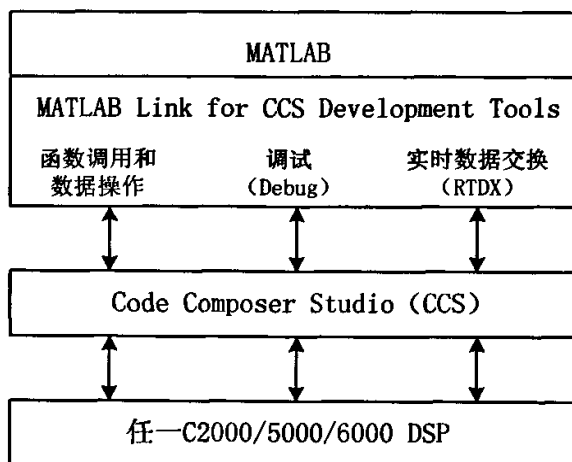 MATLAB
MATLAB Link for CCS Development Tools
函数调用和
数据操作
调试
(Debug)
实时数据交换
(RTDX)
Code Composer Studio (CCS)
任一C2000/5000/6000 DSP